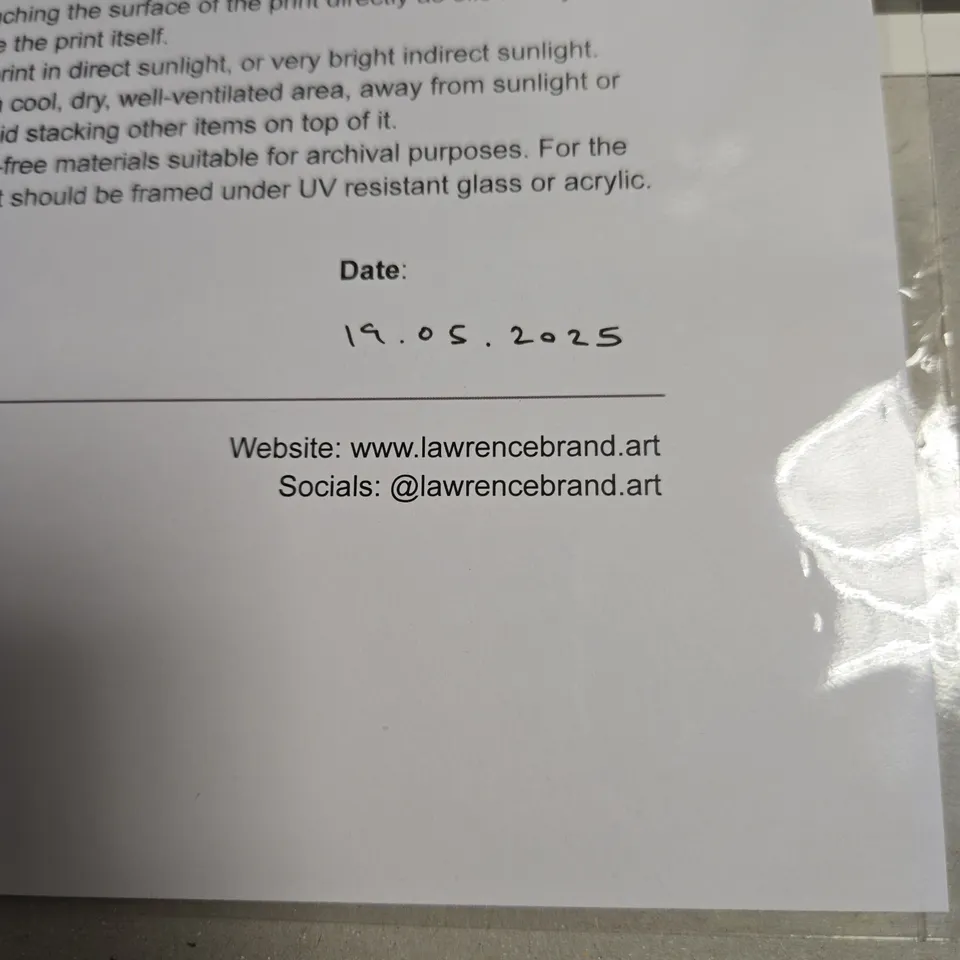 the surface of the print directly
the print itself.
in direct sunlight, or very bright indirect sunlight.
cool, dry, well-ventilated area, away from sunlight or
stacking other items on top of it.
-free materials suitable for archival purposes. For the
should be framed under UV resistant glass or acrylic.
Date:
19.05.2025
Website: www.lawrencebrand.art
Socials: @lawrencebrand.art